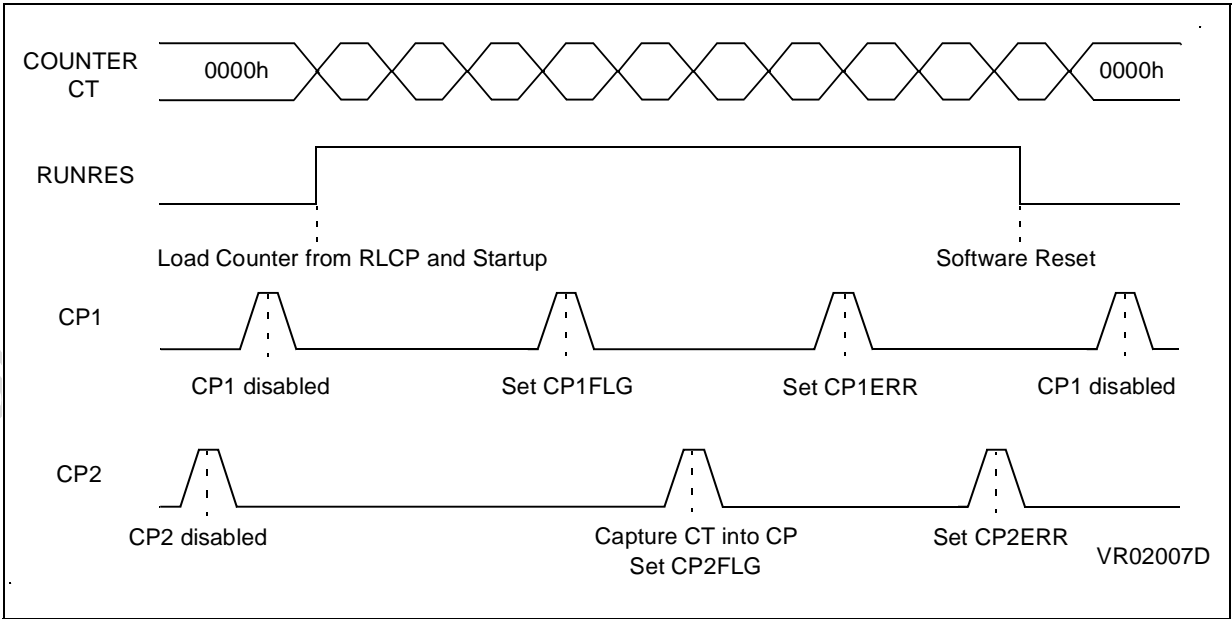 COUNTER
CT
0000h
0000h
RUNRES
Load Counter from RLCP and Startup
Software Reset
CP1
CP1 disabled
Set CP1FLG
Set CP1ERR
CP1 disabled
CP2
CP2 disabled
Capture CT into CP
Set CP2FLG
Set CP2ERR
VR02007D